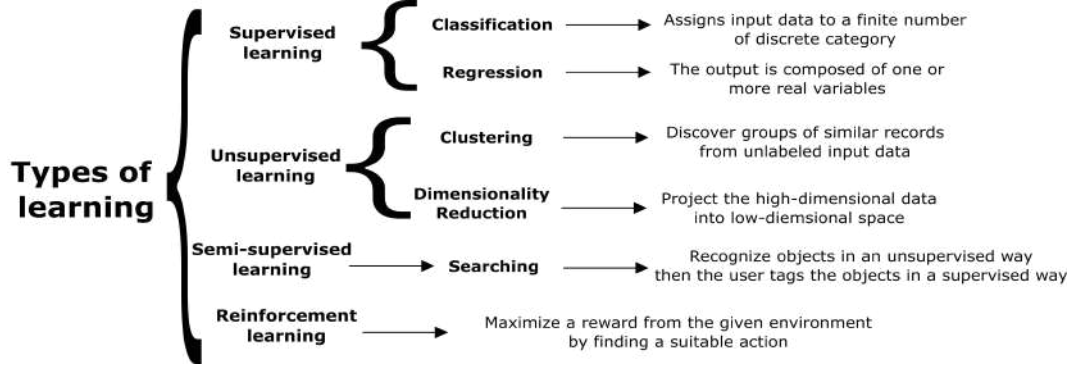 Types of
learning
Supervised
learning
Classification
Assigns input data to a finite number
of discrete category
Regression
The output is composed of one or
more real variables
Unsupervised
learning
Clustering
Discover groups of similar records
from unlabeled input data
Dimensionality
Reduction
Project the high-dimensional data
into low-diemsional space
Semi-supervised
learning
Searching
Recognize objects in an unsupervised way
then the user tags the objects in a supervised way
Reinforcement
learning
Maximize a reward from the given environment
by finding a suitable action